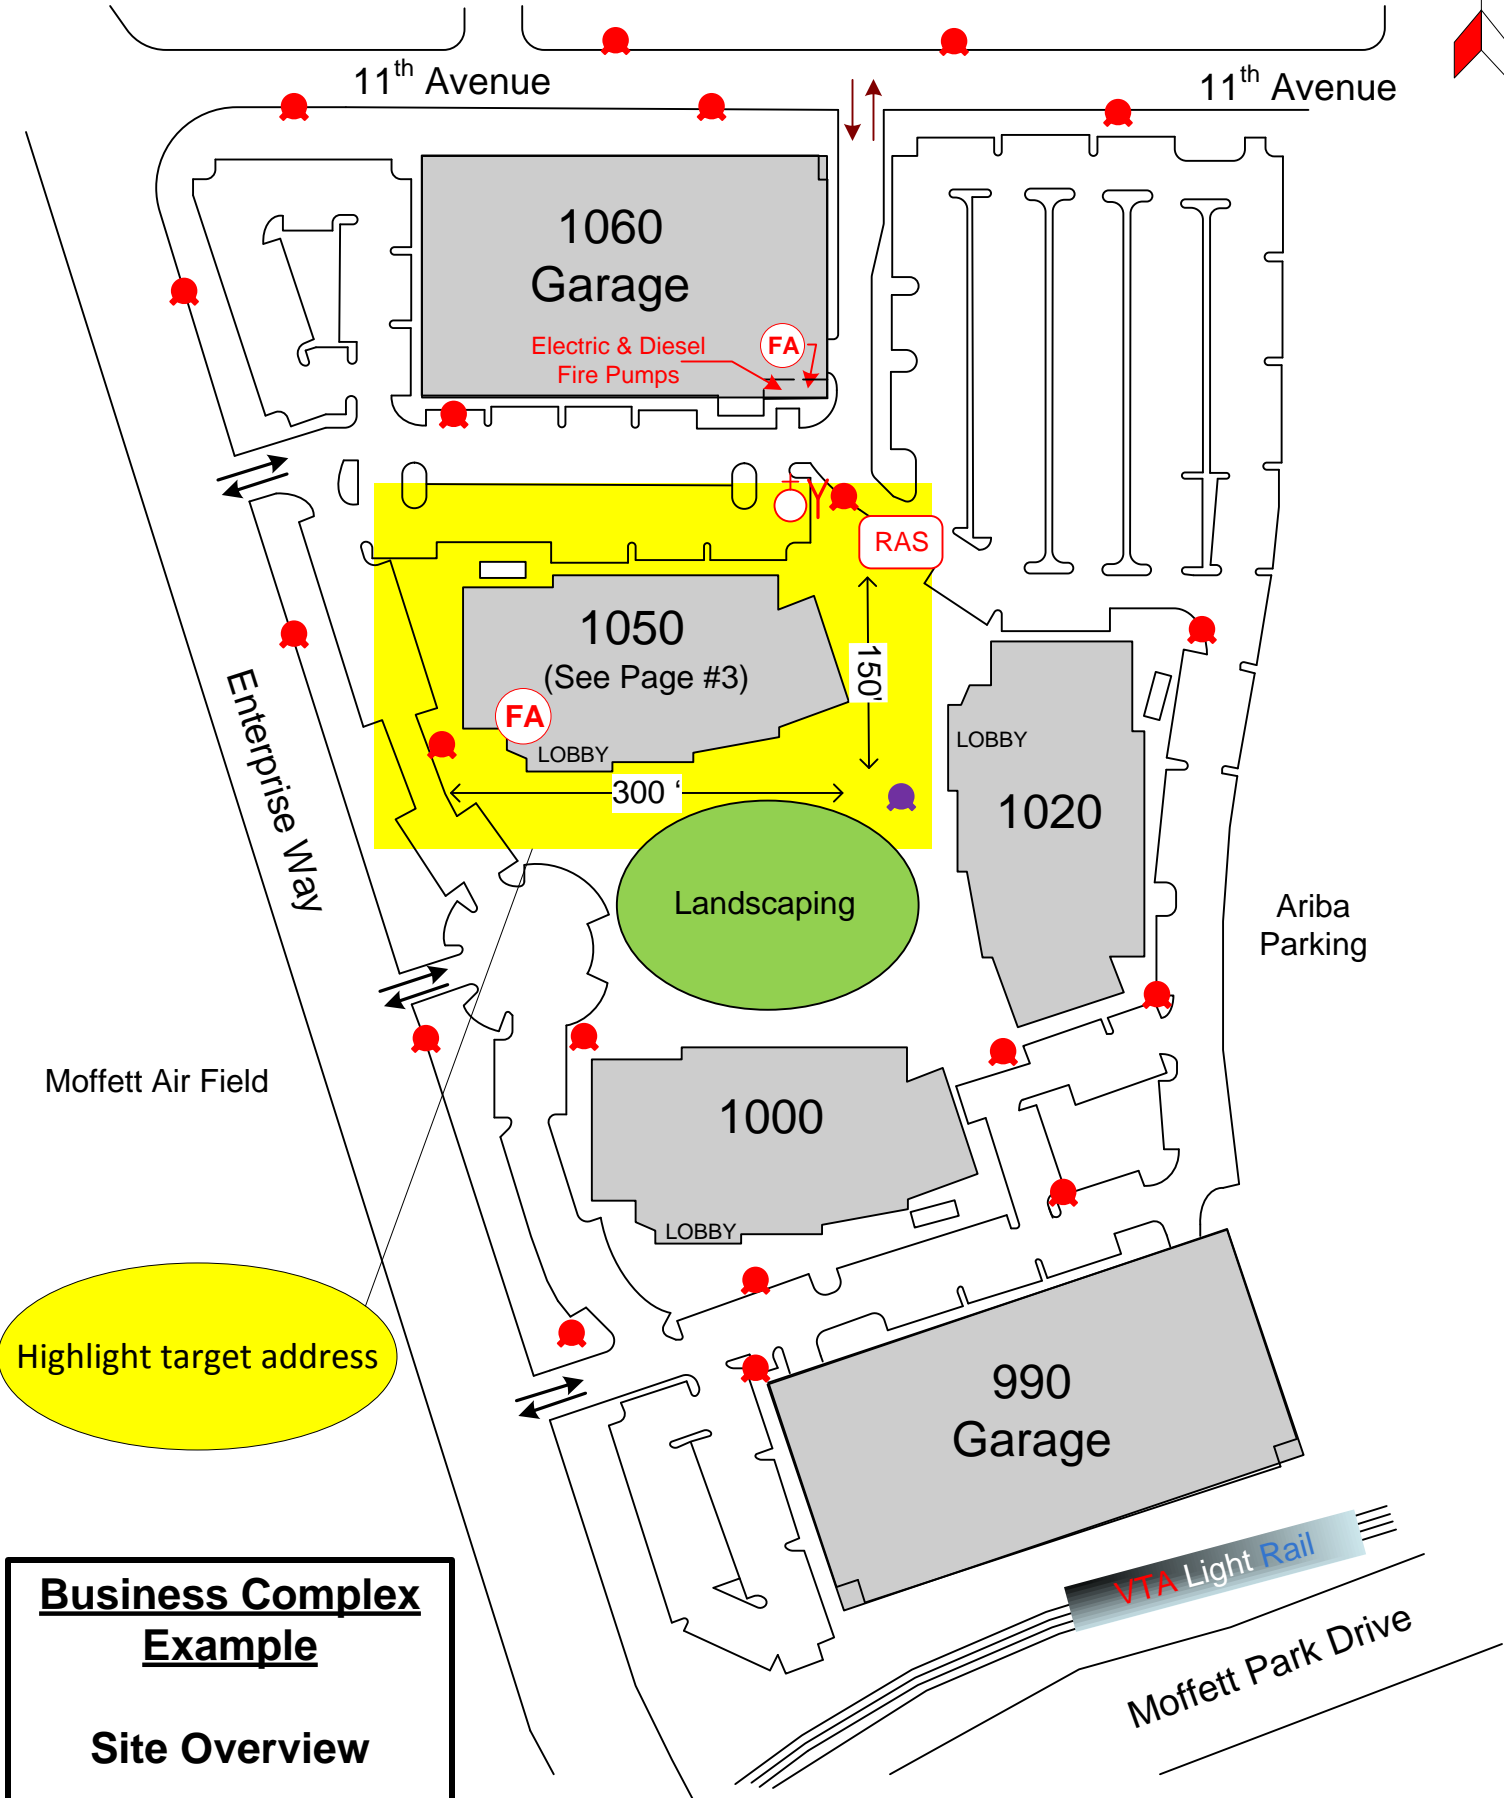 11th Avenue
11th Avenue
1060
Garage
Electric & Diesel
Fire Pumps
FA
RAS
1050
(See Page #3)
FA
LOBBY
150'
300 ‘
Enterprise Way
LOBBY
1020
Landscaping
Ariba
Parking
Moffett Air Field
1000
LOBBY
Highlight target address
990
Garage
VTA Light Rail
Moffett Park Drive
Business Complex
Example
Site Overview